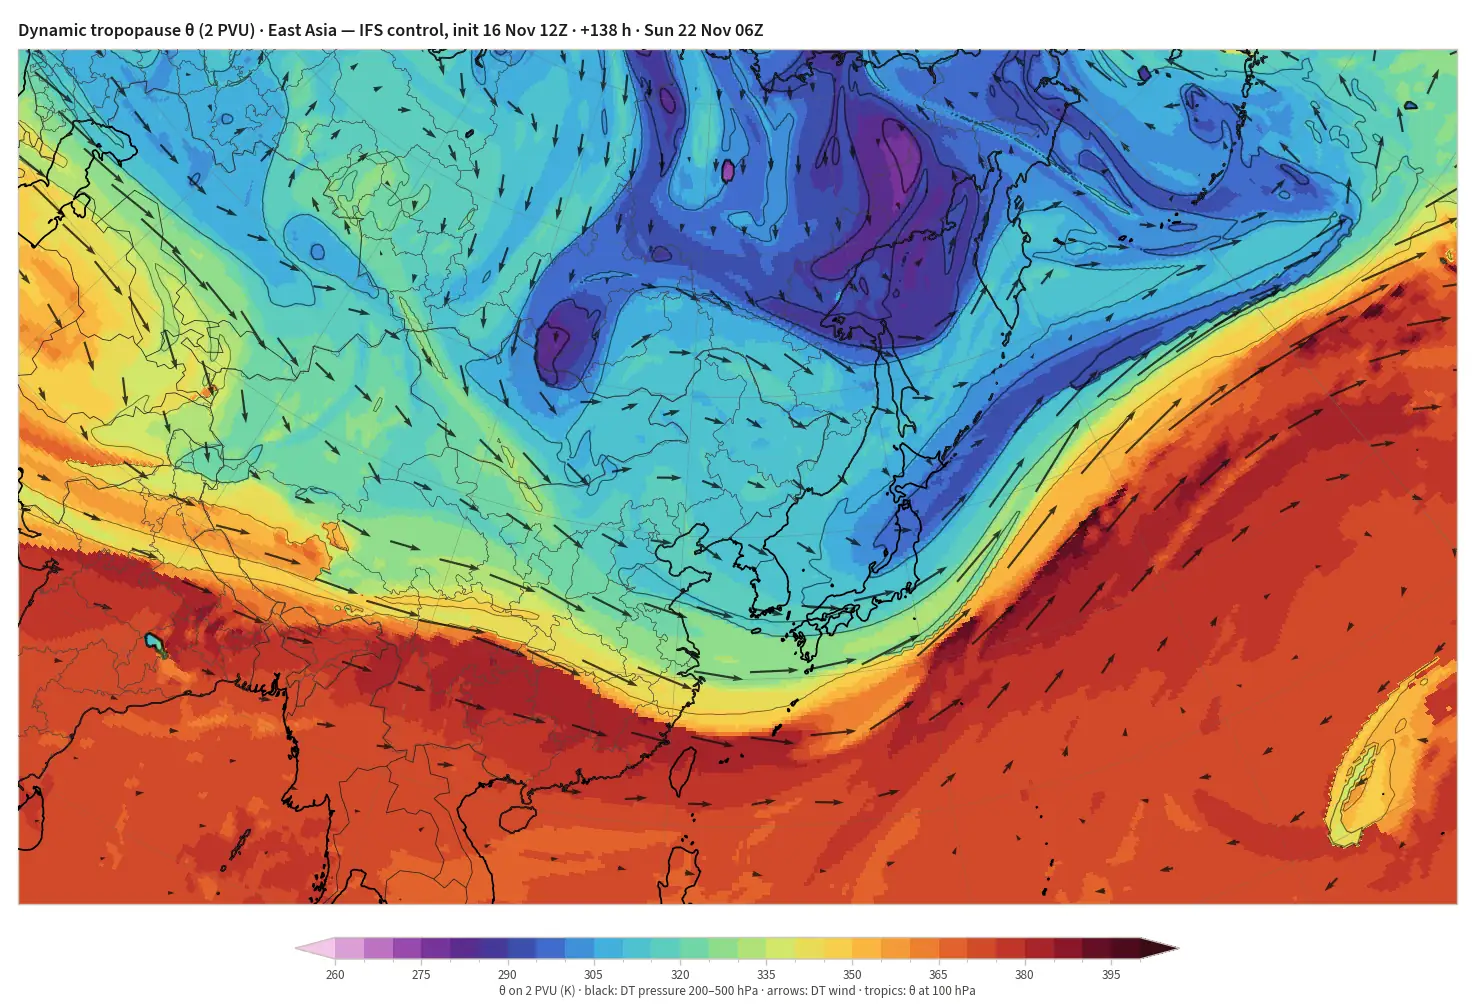 Dynamic tropopause θ (2 PVU) · East Asia — IFS control, init 16 Nov 12Z · +138 h · Sun 22 Nov 06Z
260 275 290 305 320 335 350 365 380 395
θ on 2 PVU (K) · black: DT pressure 200–500 hPa · arrows: DT wind · tropics: θ at 100 hPa